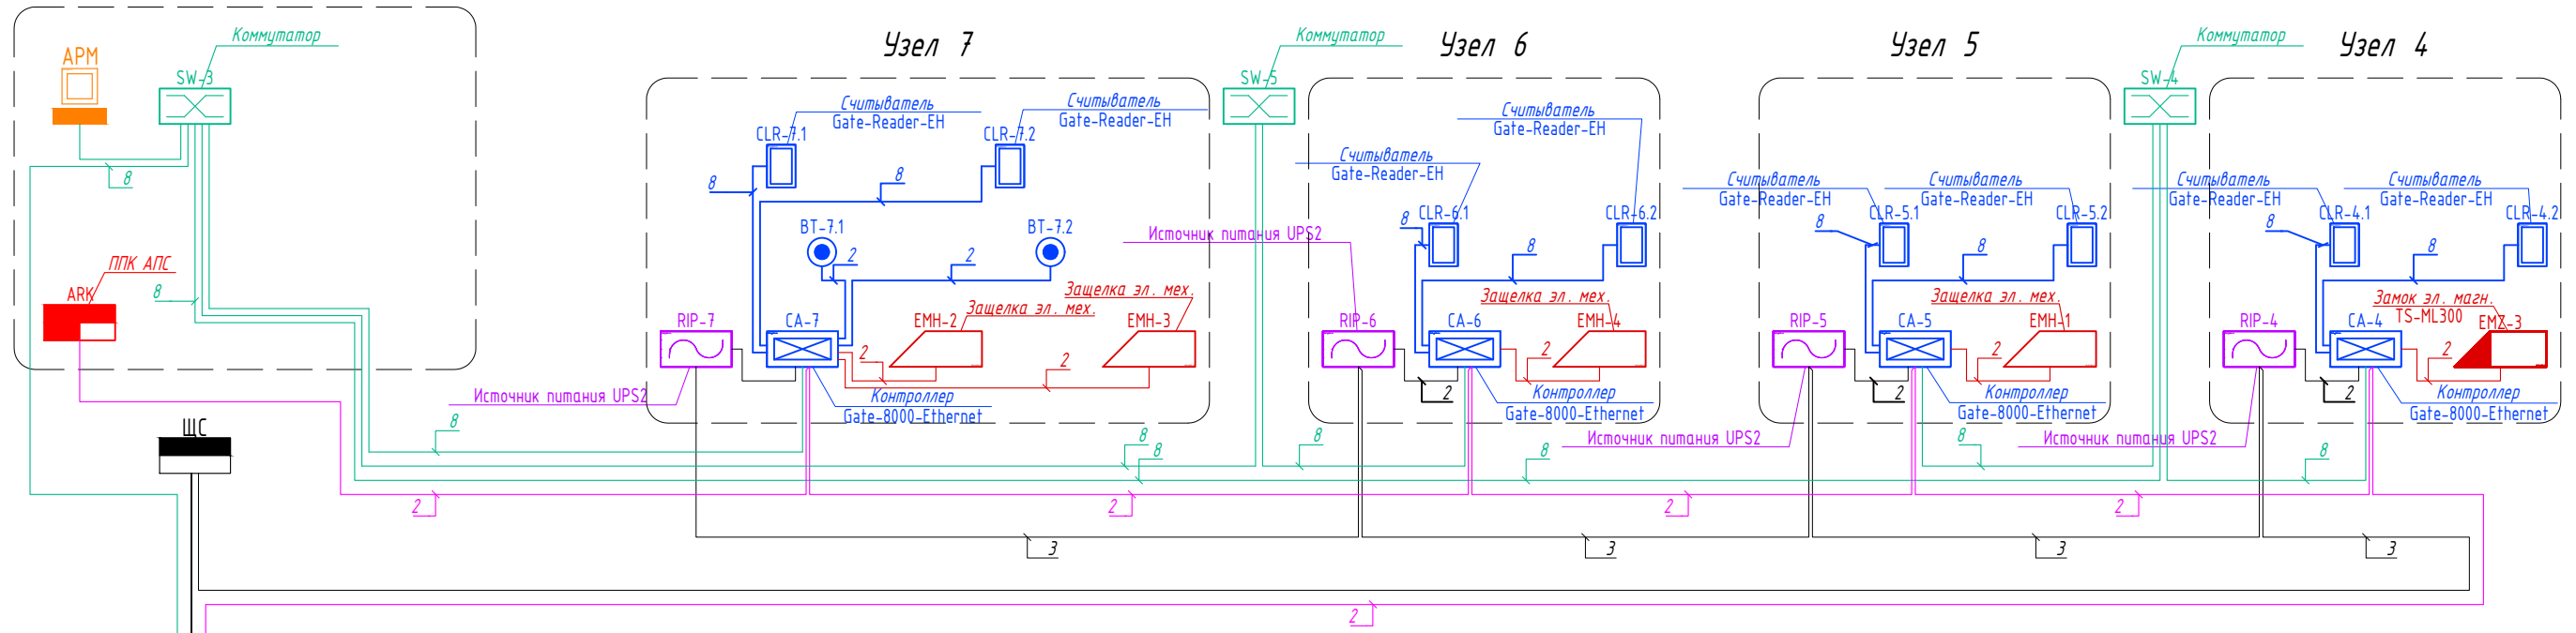 АРМ
Коммутатор
SW-3
8
ППК АПС
ARK
8
ЩС
Узел 7
Считыватель
Gate-Reader-EH
CLR-7.1
Считыватель
Gate-Reader-EH
CLR-7.2
8
8
BT-7.1
BT-7.2
2
2
Защелка эл. мех.
Защелка эл. мех.
RIP-7
CA-7
EMH-2
EMH-3
2
2
Источник питания UPS2
Контроллер
Gate-8000-Ethernet
8
Коммутатор
SW-5
Узел 6
Считыватель
Gate-Reader-EH
Считыватель
Gate-Reader-EH
8
CLR-6.1
CLR-6.2
Источник питания UPS2
8
Защелка эл. мех.
RIP-6
CA-6
EMH-4
2
2
Контроллер
Gate-8000-Ethernet
8
8
8
8
Узел 5
Считыватель
Gate-Reader-EH
Считыватель
Gate-Reader-EH
8
CLR-5.1
CLR-5.2
8
Защелка эл. мех.
RIP-5
CA-5
EMH-1
2
2
Контроллер
Gate-8000-Ethernet
Источник питания UPS2
8
Коммутатор
SW-4
Узел 4
Считыватель
Gate-Reader-EH
Считыватель
Gate-Reader-EH
8
CLR-4.1
CLR-4.2
8
Замок эл. магн.
TS-ML300
RIP-4
CA-4
EMZ-3
2
2
Контроллер
Gate-8000-Ethernet
Источник питания UPS2
8
2
2
2
2
3
3
3
3
2